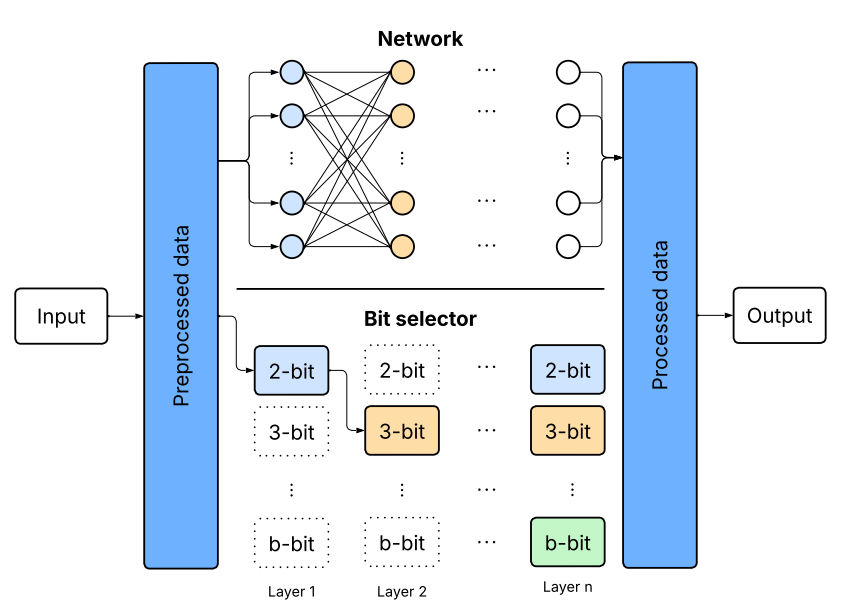 Network
...
...
⋮ ⋮ ⋮
...
...
Preprocessed data
Processed data
Input
Output
Bit selector
2-bit 2-bit ... 2-bit
3-bit 3-bit ... 3-bit
⋮ ⋮ ... ⋮
b-bit b-bit ... b-bit
Layer 1 Layer 2 Layer n